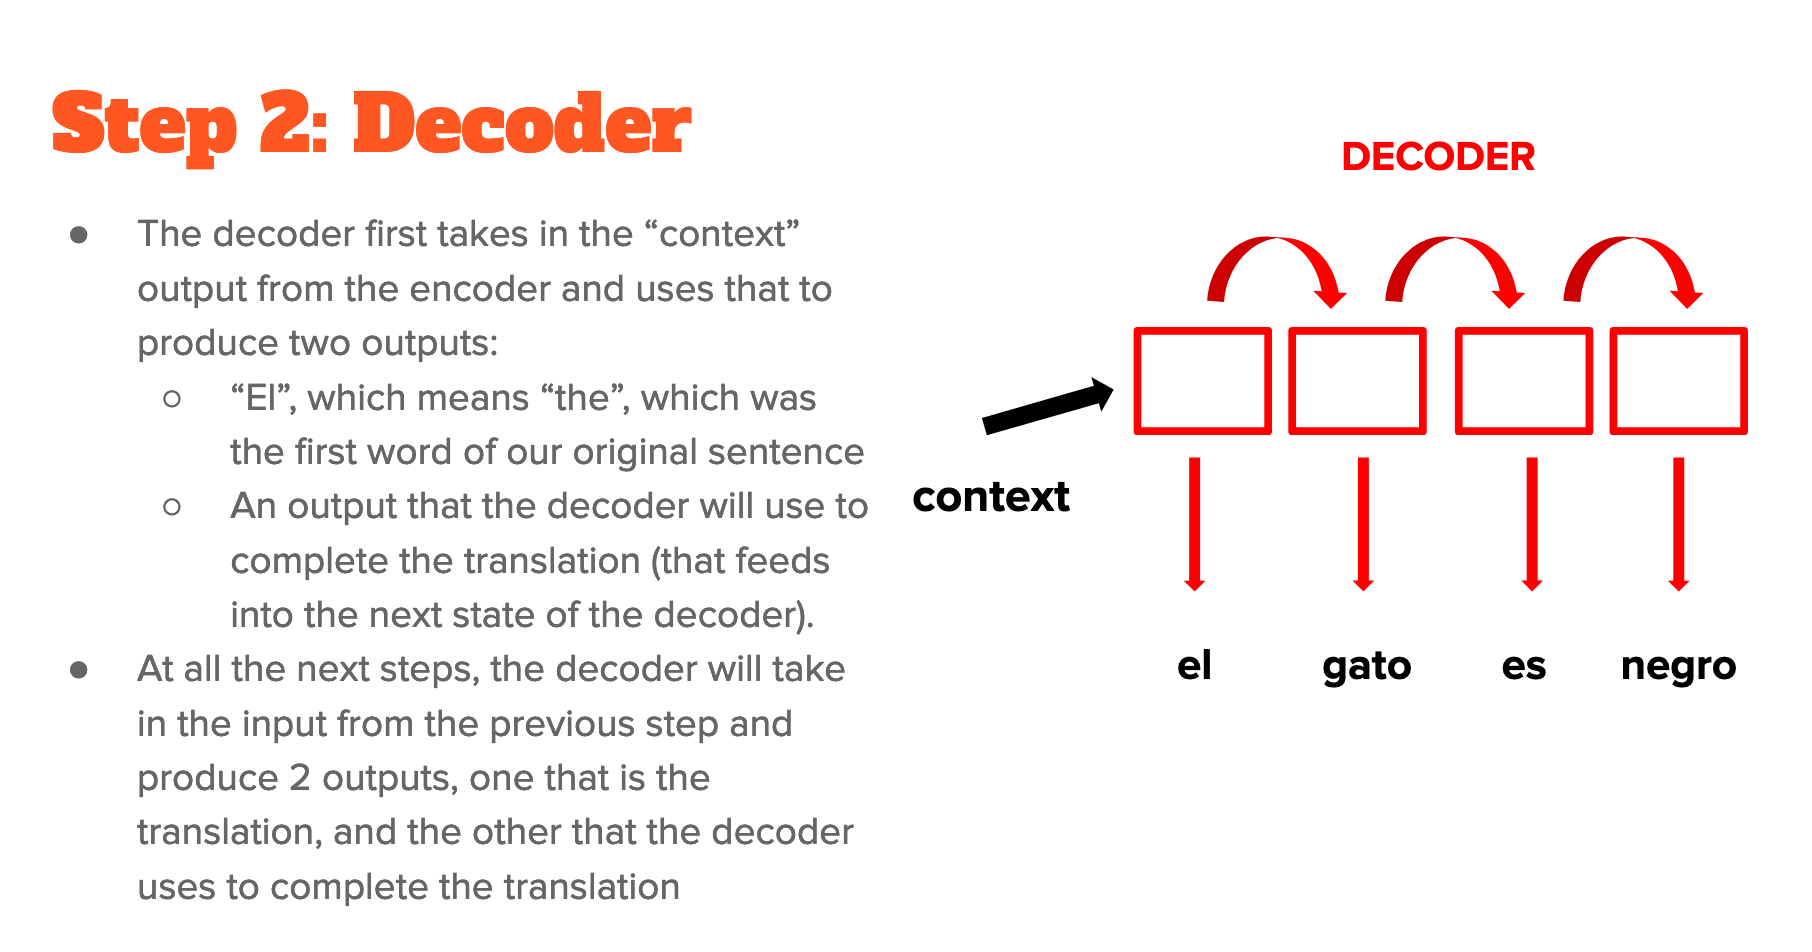 Step 2: Decoder
● The decoder first takes in the “context”
output from the encoder and uses that to
produce two outputs:
○ “El”, which means “the”, which was
the first word of our original sentence
○ An output that the decoder will use to
complete the translation (that feeds
into the next state of the decoder).
● At all the next steps, the decoder will take
in the input from the previous step and
produce 2 outputs, one that is the
translation, and the other that the decoder
uses to complete the translation
DECODER
context
el gato es negro